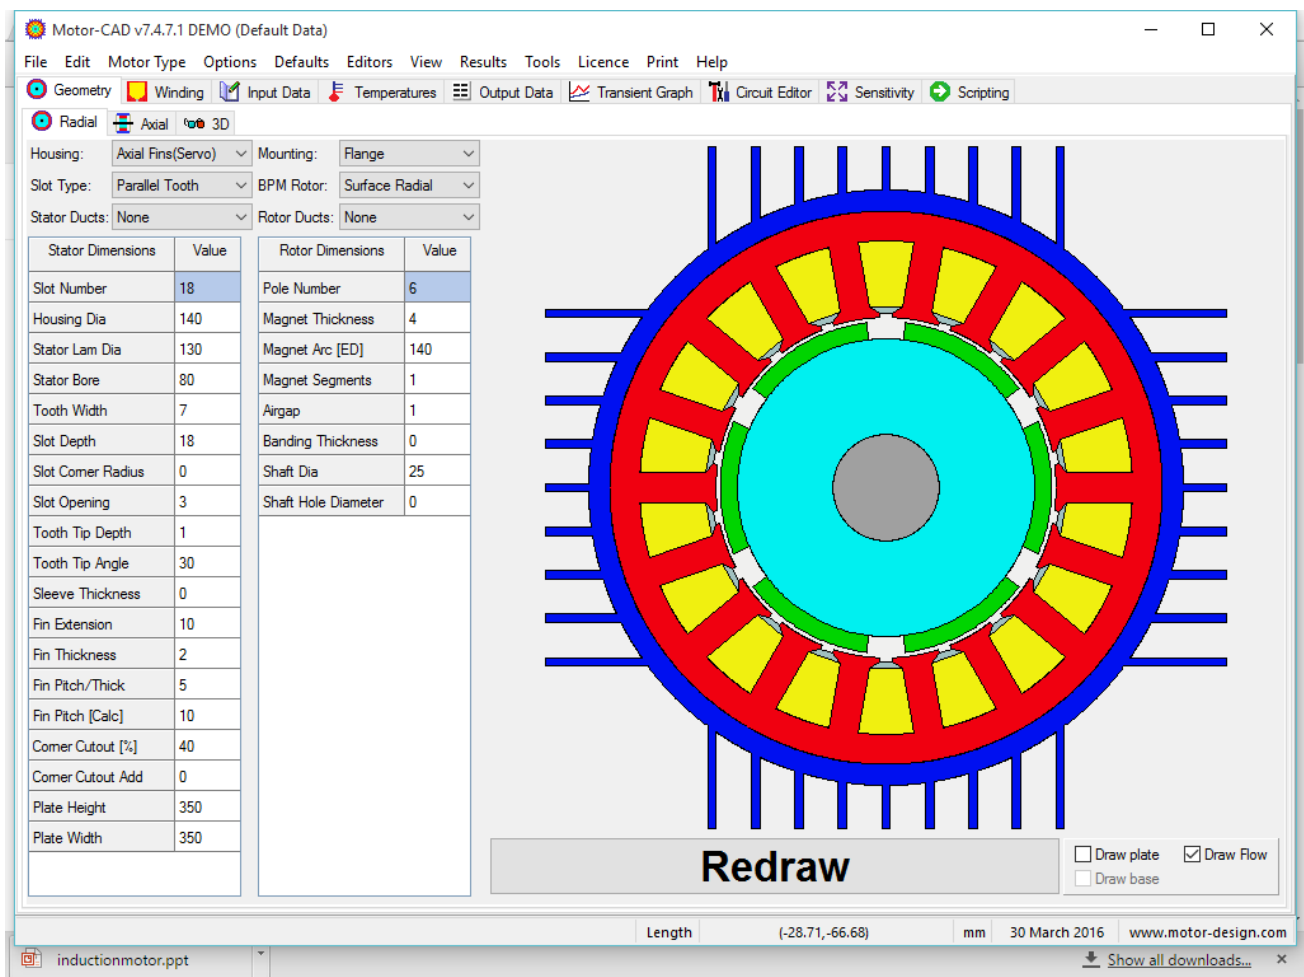 Motor-CAD v7.4.7.1 DEMO (Default Data)
File Edit Motor Type Options Defaults Editors View Results Tools Licence Print Help
Geometry Winding Input Data Temperatures Output Data Transient Graph Circuit Editor Sensitivity Scripting
Radial Axial 3D
Housing: Axial Fins(Servo) Mounting: Flange
Slot Type: Parallel Tooth BPM Rotor: Surface Radial
Stator Ducts: None Rotor Ducts: None
Stator Dimensions Value Rotor Dimensions Value
Slot Number 18 Pole Number 6
Housing Dia 140 Magnet Thickness 4
Stator Lam Dia 130 Magnet Arc [ED] 140
Stator Bore 80 Magnet Segments 1
Tooth Width 7 Airgap 1
Slot Depth 18 Banding Thickness 0
Slot Corner Radius 0 Shaft Dia 25
Slot Opening 3 Shaft Hole Diameter 0
Tooth Tip Depth 1
Tooth Tip Angle 30
Sleeve Thickness 0
Fin Extension 10
Fin Thickness 2
Fin Pitch/Thick 5
Fin Pitch [Calc] 10
Corner Cutout [%] 40
Corner Cutout Add 0
Plate Height 350
Plate Width 350
Redraw
Draw plate Draw Flow
Draw base
Length (-28.71,-66.68) mm 30 March 2016 www.motor-design.com
inductionmotor.ppt Show all downloads...